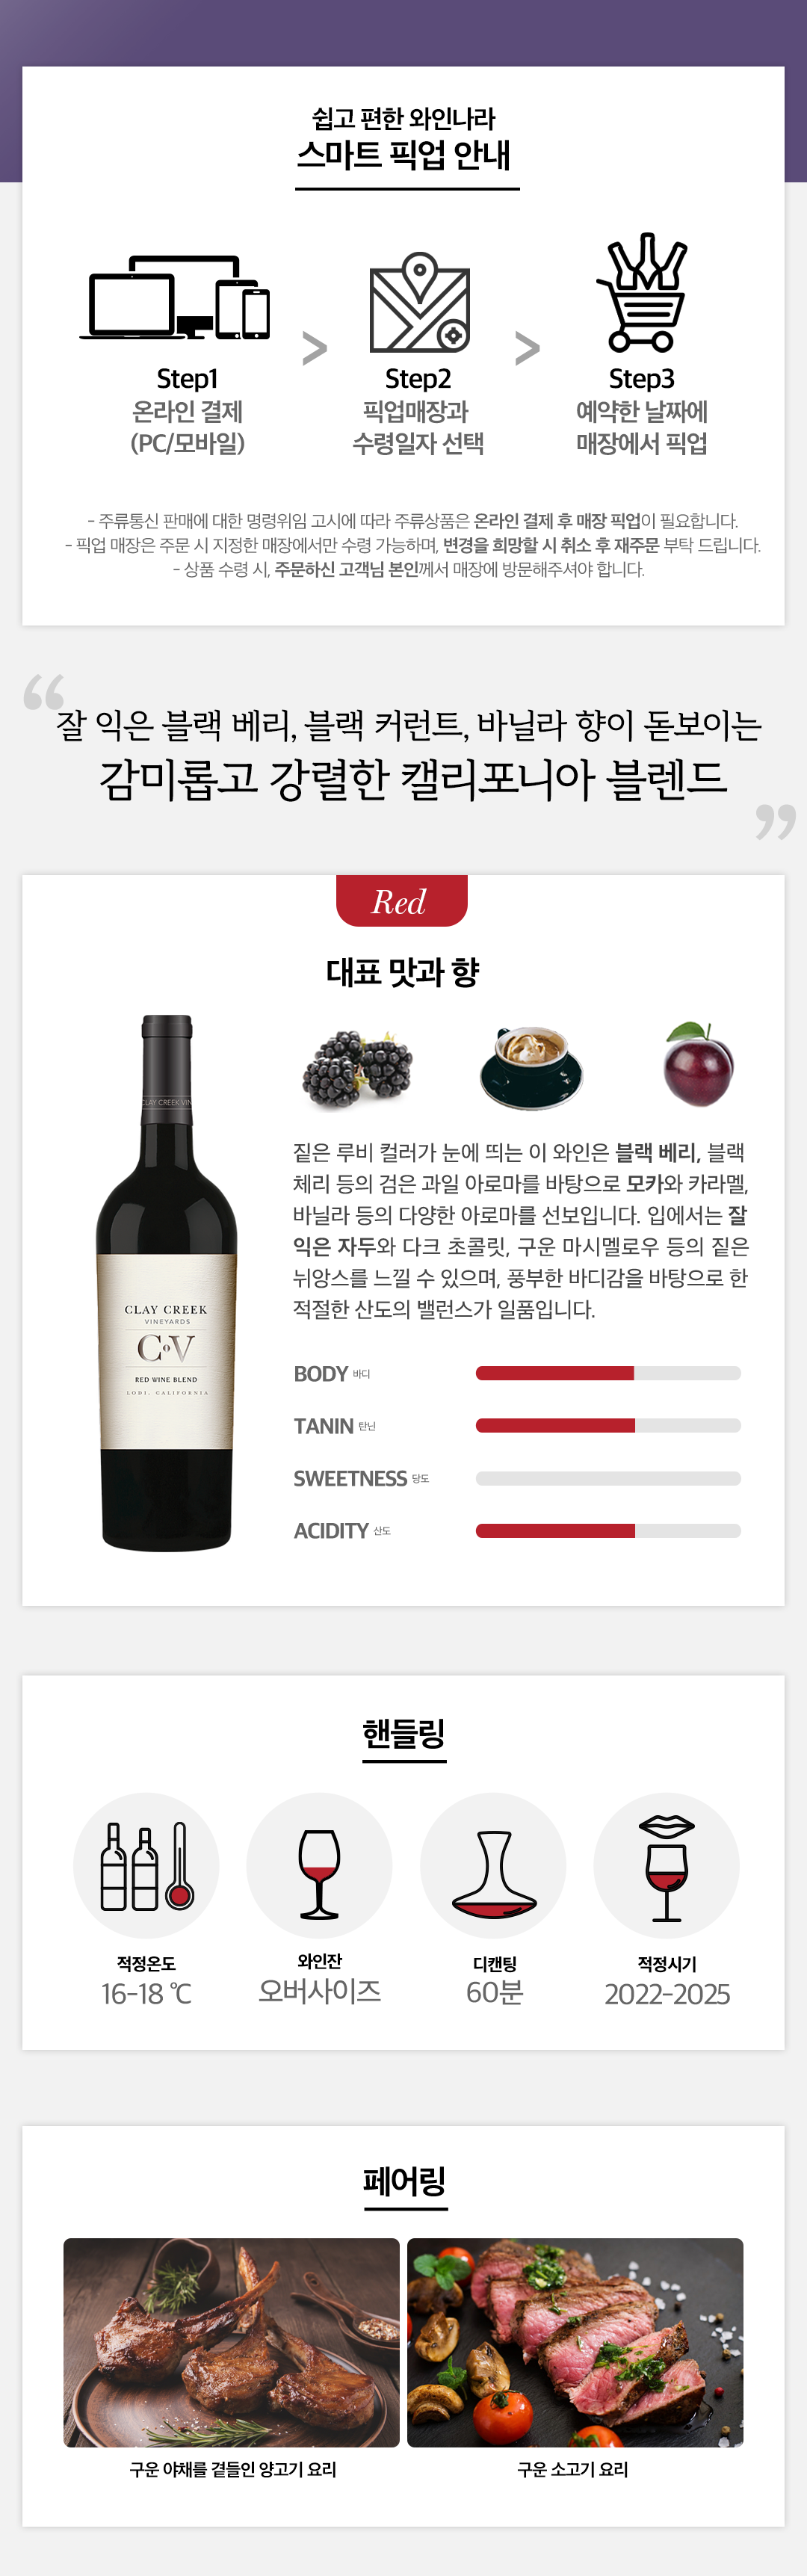 쉽고 편한 와인나라
스마트 픽업 안내
Step1
온라인 결제
(PC/모바일)
>
Step2
픽업매장과
수령일자 선택
>
Step3
예약한 날짜에
매장에서 픽업
- 주류통신 판매에 대한 명령위임 고시에 따라 주류상품은 온라인 결제 후 매장 픽업이 필요합니다.
- 픽업 매장은 주문 시 지정한 매장에서만 수령 가능하며, 변경을 희망할 시 취소 후 재주문 부탁 드립니다.
- 상품 수령 시, 주문하신 고객님 본인께서 매장에 방문해주셔야 합니다.
“잘 익은 블랙 베리, 블랙 커런트, 바닐라 향이 돋보이는
감미롭고 강렬한 캘리포니아 블렌드”
Red
대표 맛과 향
CLAY CREEK VIN
CLAY CREEK
VINEYARDS
CoV
RED WINE BLEND
LODI, CALIFORNIA
짙은 루비 컬러가 눈에 띄는 이 와인은 블랙 베리, 블랙
체리 등의 검은 과일 아로마를 바탕으로 모카와 카라멜,
바닐라 등의 다양한 아로마를 선보입니다. 입에서는 잘
익은 자두와 다크 초콜릿, 구운 마시멜로우 등의 짙은
뉘앙스를 느낄 수 있으며, 풍부한 바디감을 바탕으로 한
적절한 산도의 밸런스가 일품입니다.
BODY 바디
TANIN 탄닌
SWEETNESS 당도
ACIDITY 산도
핸들링
적정온도
16-18 ℃
와인잔
오버사이즈
디캔팅
60분
적정시기
2022-2025
페어링
구운 야채를 곁들인 양고기 요리
구운 소고기 요리